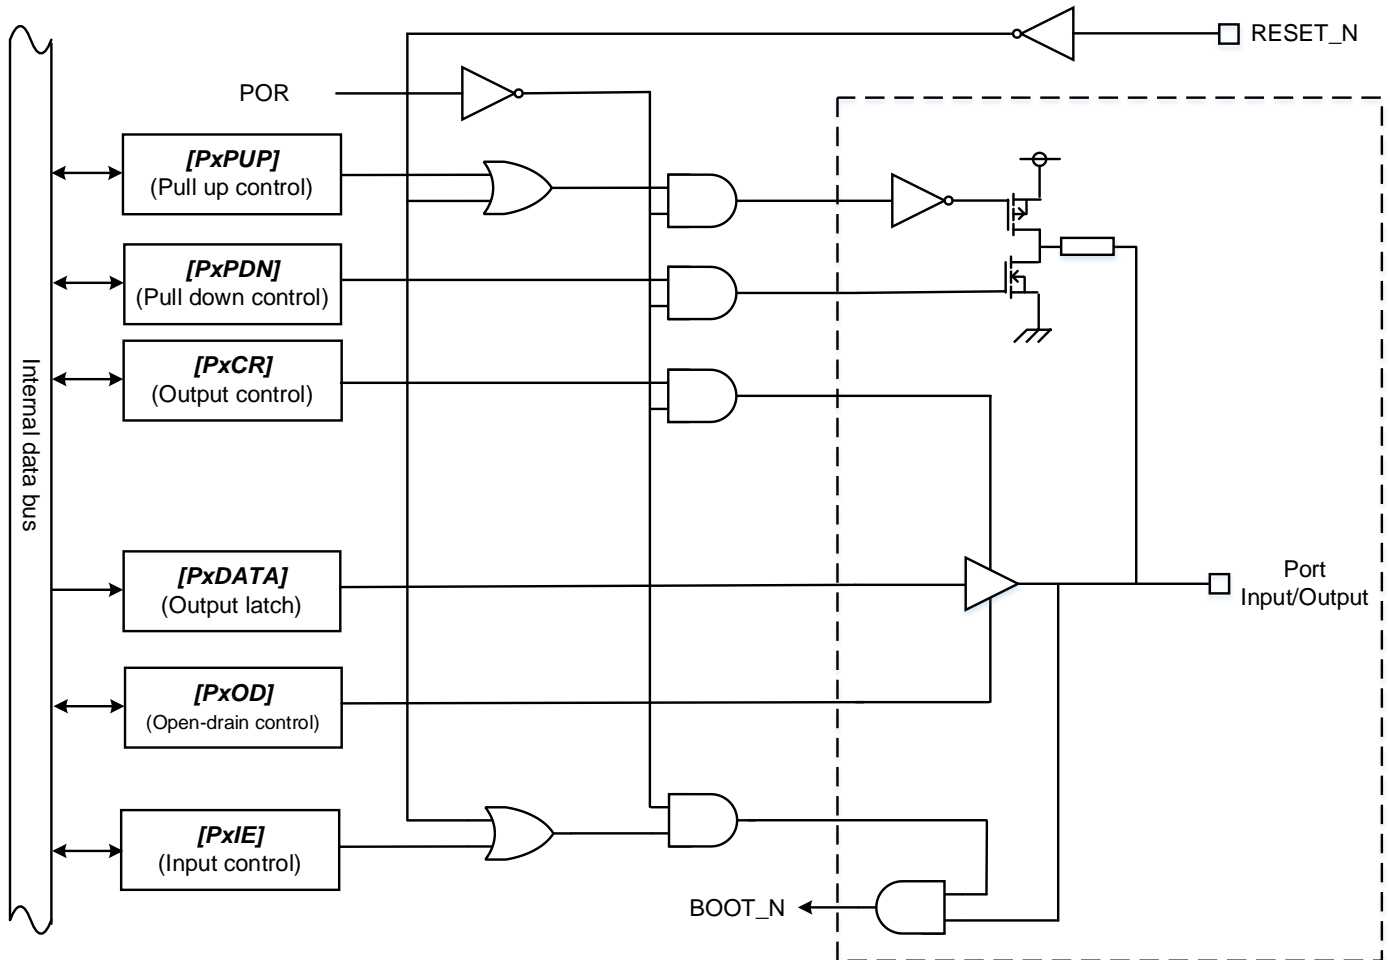 RESET_N
POR
[PxPUP]
(Pull up control)
[PxPDN]
(Pull down control)
[PxCR]
(Output control)
Internal data bus
[PxDATA]
(Output latch)
Port
Input/Output
[PxOD]
(Open-drain control)
[PxIE]
(Input control)
BOOT_N